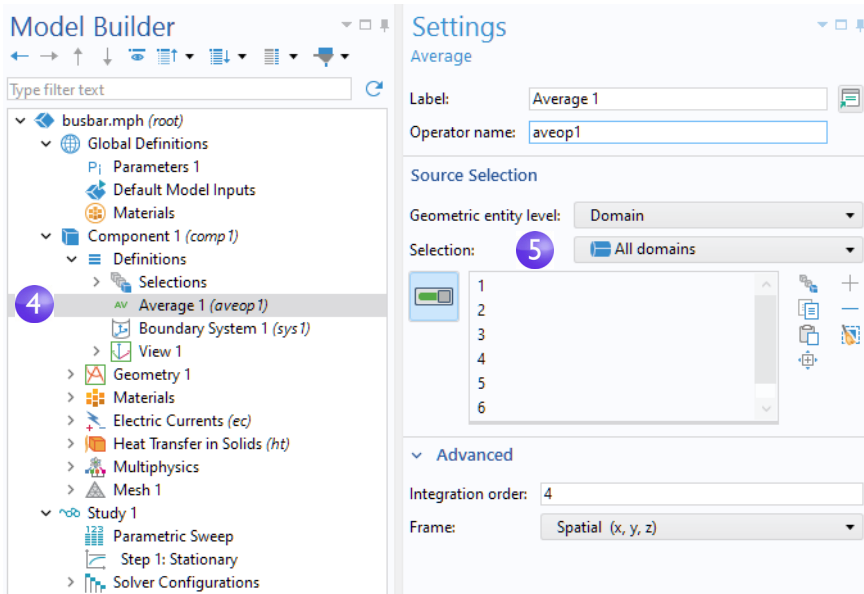 Model Builder
Type filter text
busbar.mph (root)
Global Definitions
Pi Parameters 1
Default Model Inputs
Materials
Component 1 (comp1)
Definitions
Selections
4
AV Average 1 (aveop1)
Boundary System 1 (sys1)
View 1
Geometry 1
Materials
Electric Currents (ec)
Heat Transfer in Solids (ht)
Multiphysics
Mesh 1
Study 1
123 Parametric Sweep
Step 1: Stationary
Solver Configurations
Settings
Average
Label: Average 1
Operator name: aveop1
Source Selection
Geometric entity level: Domain
Selection: 5 All domains
1
2
3
4
5
6
Advanced
Integration order: 4
Frame: Spatial (x, y, z)